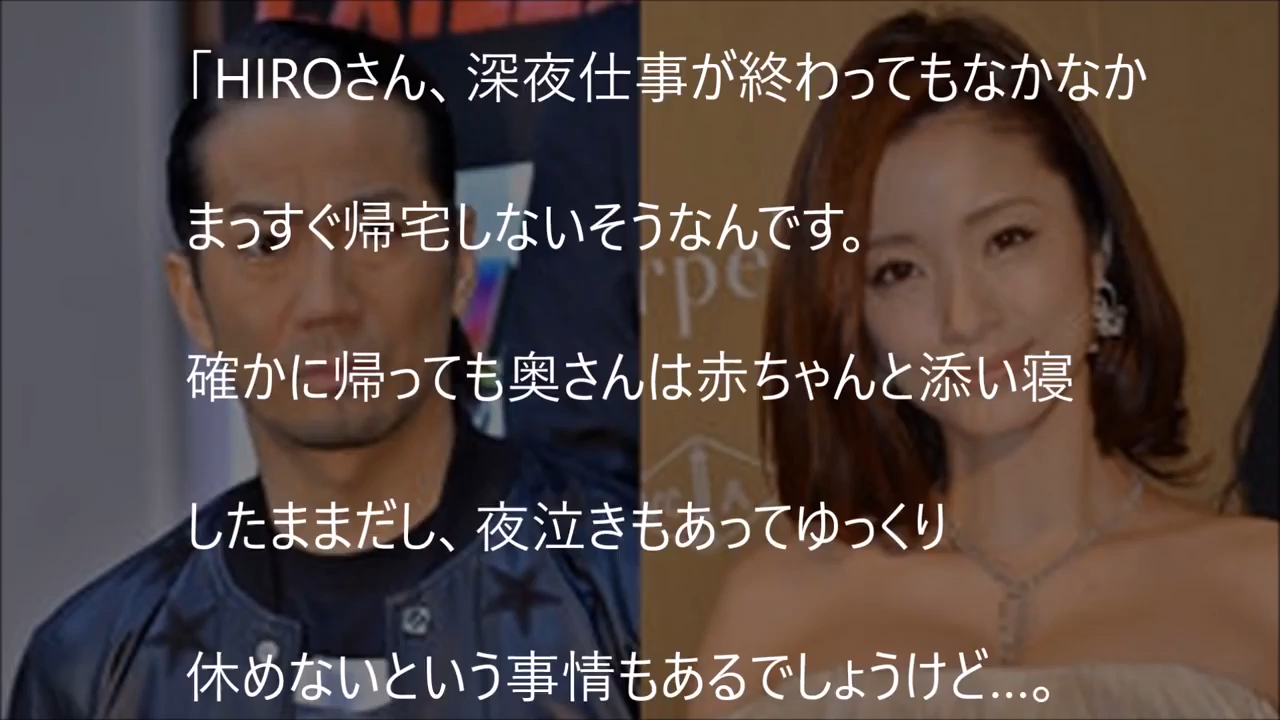 EXILE
「HIROさん、深夜仕事が終わってもなかなか
まっすぐ帰宅しないそうなんです。
rpe
確かに帰っても奥さんは赤ちゃんと添い寝
したままだし、夜泣きもあってゆっくり
休めないという事情もあるでしょうけど…。